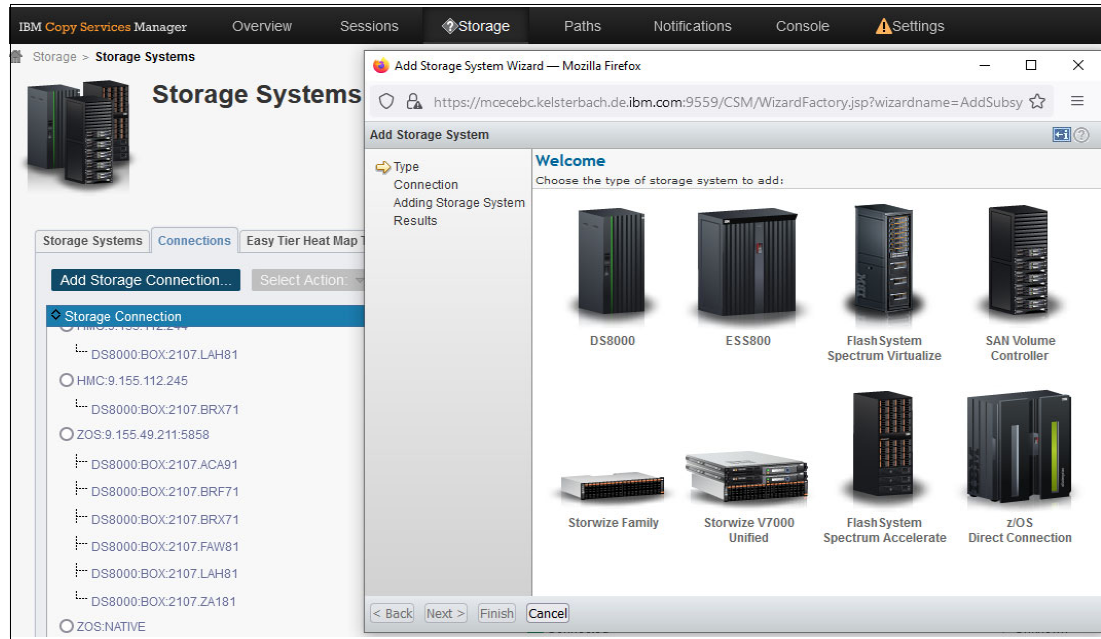 IBM Copy Services Manager
Overview
Sessions
Storage
Paths
Notifications
Console
Settings
Storage > Storage Systems
Storage Systems
Storage Systems
Connections
Easy Tier Heat Map
Add Storage Connection...
Select Action:
Storage Connection
DS8000:BOX:2107.LAH81
HMC:9.155.112.245
DS8000:BOX:2107.BRX71
ZOS:9.155.49.211:5858
DS8000:BOX:2107.ACA91
DS8000:BOX:2107.BRF71
DS8000:BOX:2107.BRX71
DS8000:BOX:2107.FAW81
DS8000:BOX:2107.LAH81
DS8000:BOX:2107.ZA181
ZOS:NATIVE
Add Storage System Wizard — Mozilla Firefox
https://mcecebc.kelsterbach.de.ibm.com:9559/CSM/WizardFactory.jsp?wizardname=AddSubsy
Add Storage System
Type
Connection
Adding Storage System
Results
Welcome
Choose the type of storage system to add:
DS8000
ESS800
FlashSystem
Spectrum Virtualize
SAN Volume
Controller
Storwize Family
Storwize V7000
Unified
FlashSystem
Spectrum Accelerate
z/OS
Direct Connection
< Back
Next >
Finish
Cancel